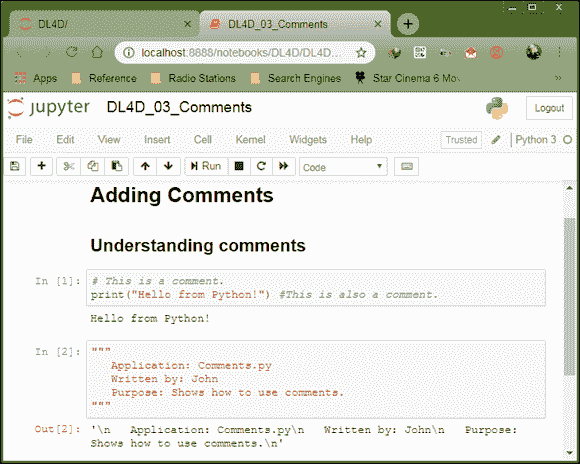 DL4D/
DL4D_03_Comments
localhost:8888/notebooks/DL4D/DL4D...
Apps Reference Radio Stations Search Engines Star Cinema 6 Mov
jupyter DL4D_03_Comments Logout
File Edit View Insert Cell Kernel Widgets Help Trusted Python 3
Run Code
Adding Comments
Understanding comments
In [1]: # This is a comment.
print("Hello from Python!") #This is also a comment.
Hello from Python!
In [2]: """
Application: Comments.py
Written by: John
Purpose: Shows how to use comments.
"""
Out[2]: '\n   Application: Comments.py\n   Written by: John\n   Purpose:
Shows how to use comments.\n'